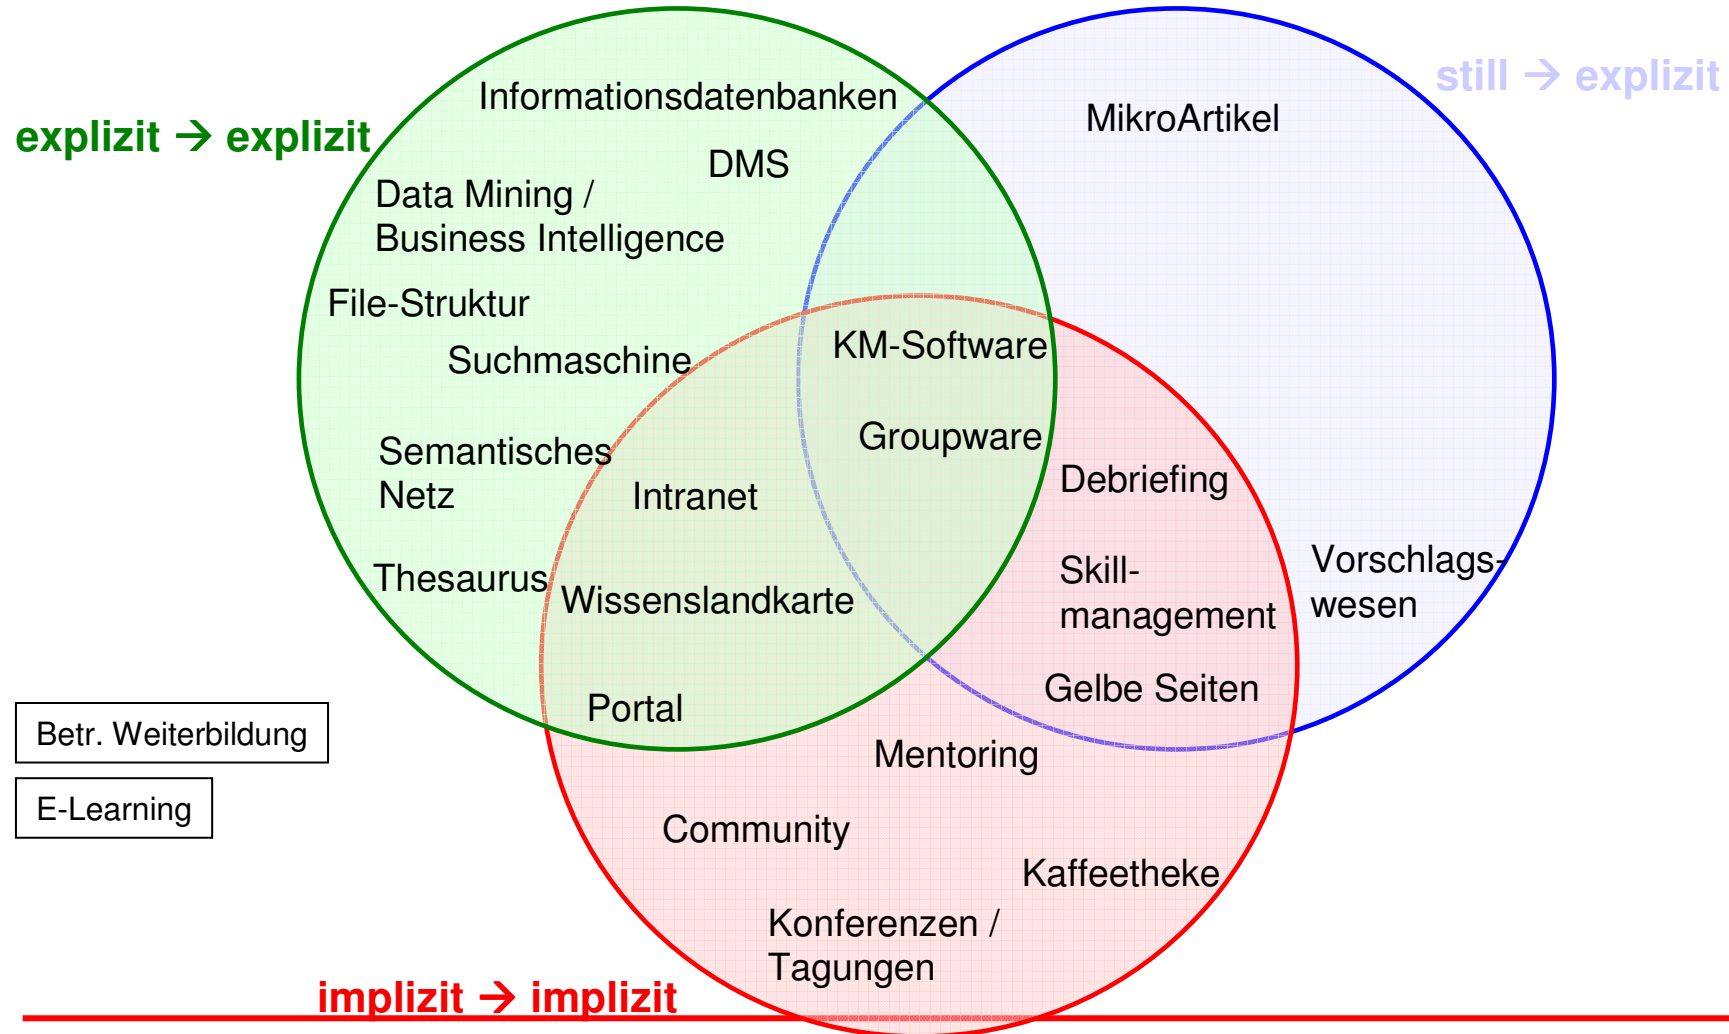 still → explizit
Informationsdatenbanken
MikroArtikel
explizit → explizit
DMS
Data Mining /
Business Intelligence
File-Struktur
Suchmaschine
KM-Software
Groupware
Semantisches
Netz
Intranet
Debriefing
Thesaurus
Wissenslandkarte
Skill-
management
Vorschlags-
wesen
Gelbe Seiten
Portal
Betr. Weiterbildung
Mentoring
E-Learning
Community
Kaffeetheke
Konferenzen /
Tagungen
implizit → implizit